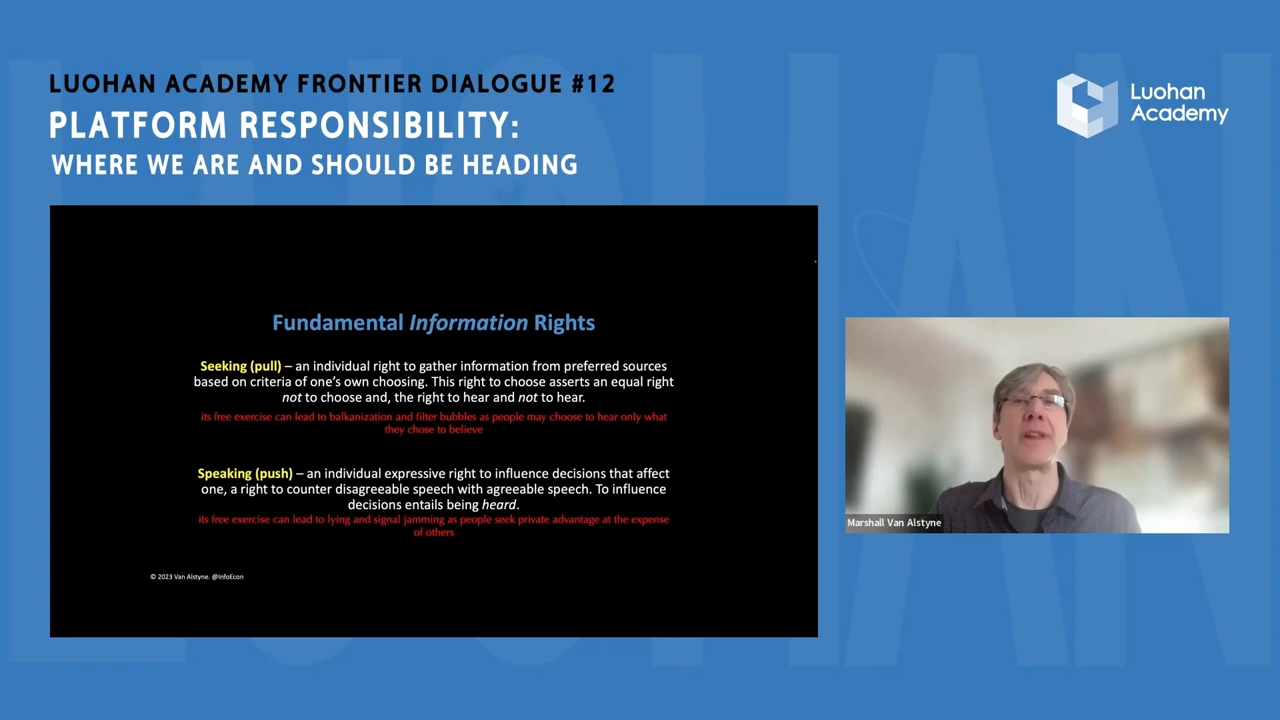 LUOHAN ACADEMY FRONTIER DIALOGUE #12
PLATFORM RESPONSIBILITY:
WHERE WE ARE AND SHOULD BE HEADING
Luohan
Academy
Fundamental Information Rights
Seeking (pull) – an individual right to gather information from preferred sources
based on criteria of one's own choosing. This right to choose asserts an equal right
not to choose and, the right to hear and not to hear.
its free exercise can lead to balkanization and filter bubbles as people may choose to hear only what
they chose to believe
Speaking (push) – an individual expressive right to influence decisions that affect
one, a right to counter disagreeable speech with agreeable speech. To influence
decisions entails being heard.
its free exercise can lead to lying and signal jamming as people seek private advantage at the expense
of others
© 2023 Van Alstyne. @InfoEcon
Marshall Van Alstyne
LUOHAN